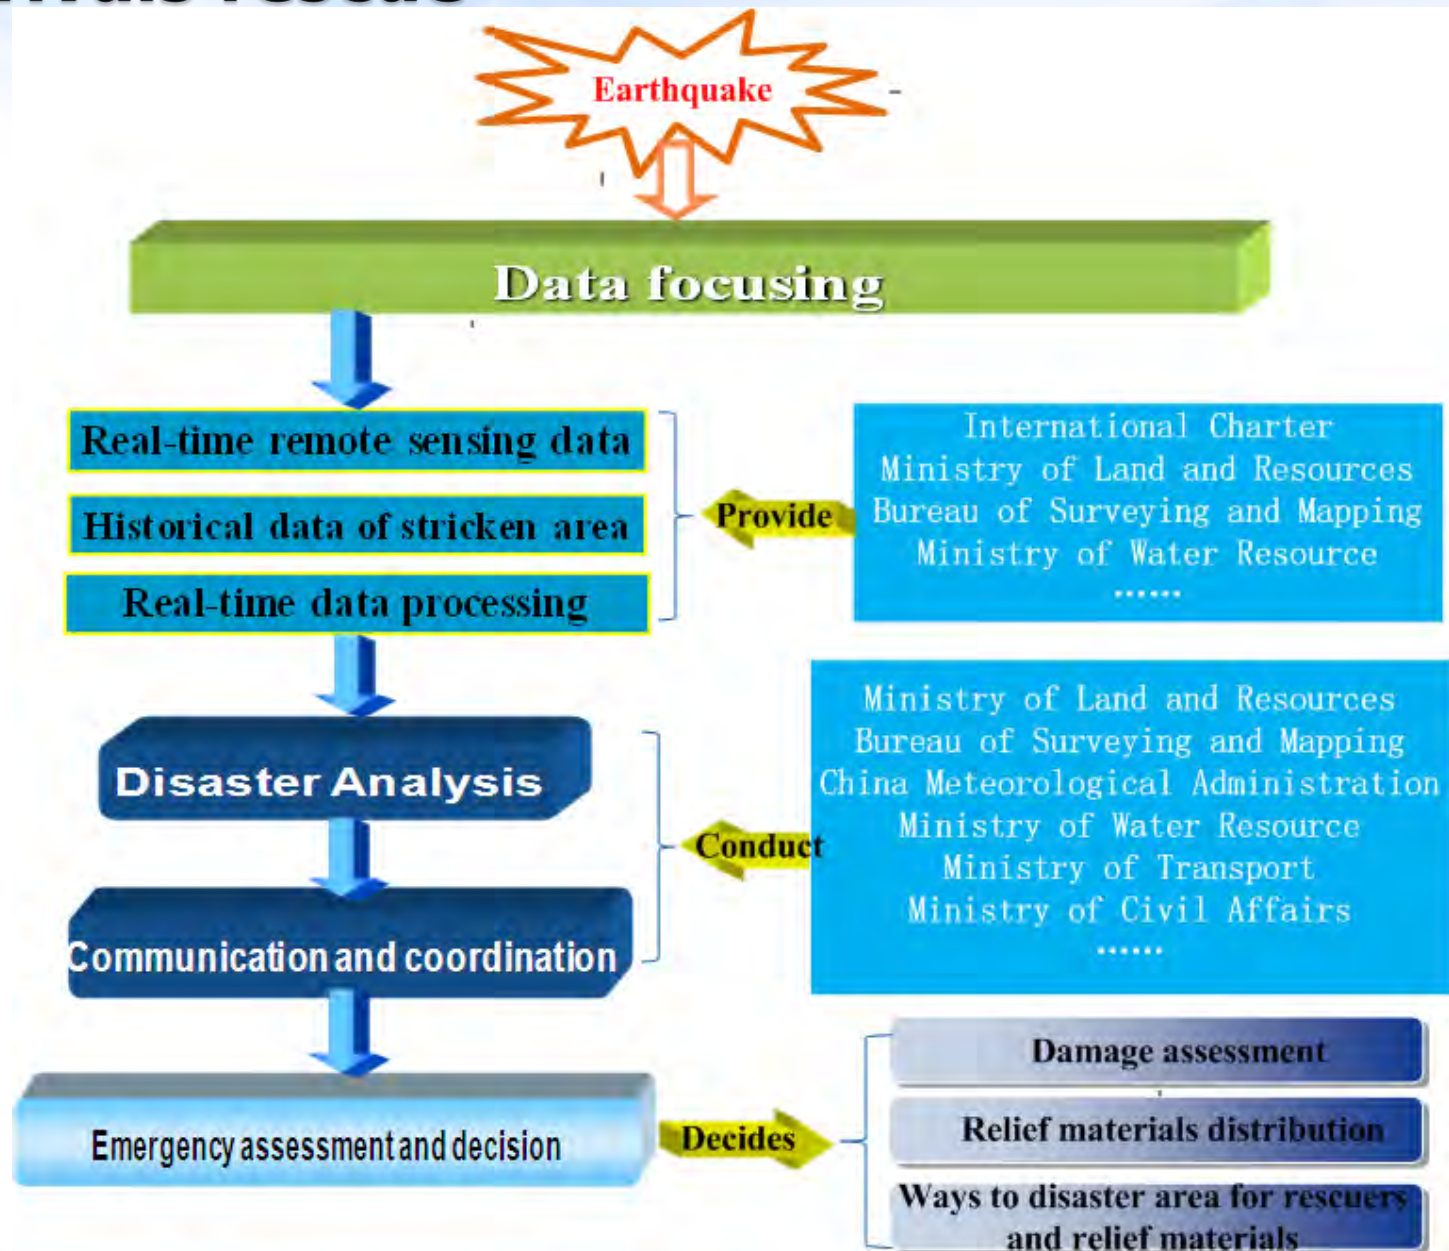 rescue
Earthquake
Data focusing
Real-time remote sensing data
Historical data of stricken area
Real-time data processing
Provide
International Charter
Ministry of Land and Resources
Bureau of Surveying and Mapping
Ministry of Water Resource
......
Disaster Analysis
Communication and coordination
Conduct
Ministry of Land and Resources
Bureau of Surveying and Mapping
China Meteorological Administration
Ministry of Water Resource
Ministry of Transport
Ministry of Civil Affairs
......
Emergency assessment and decision
Decides
Damage assessment
Relief materials distribution
Ways to disaster area for rescuers
and relief materials